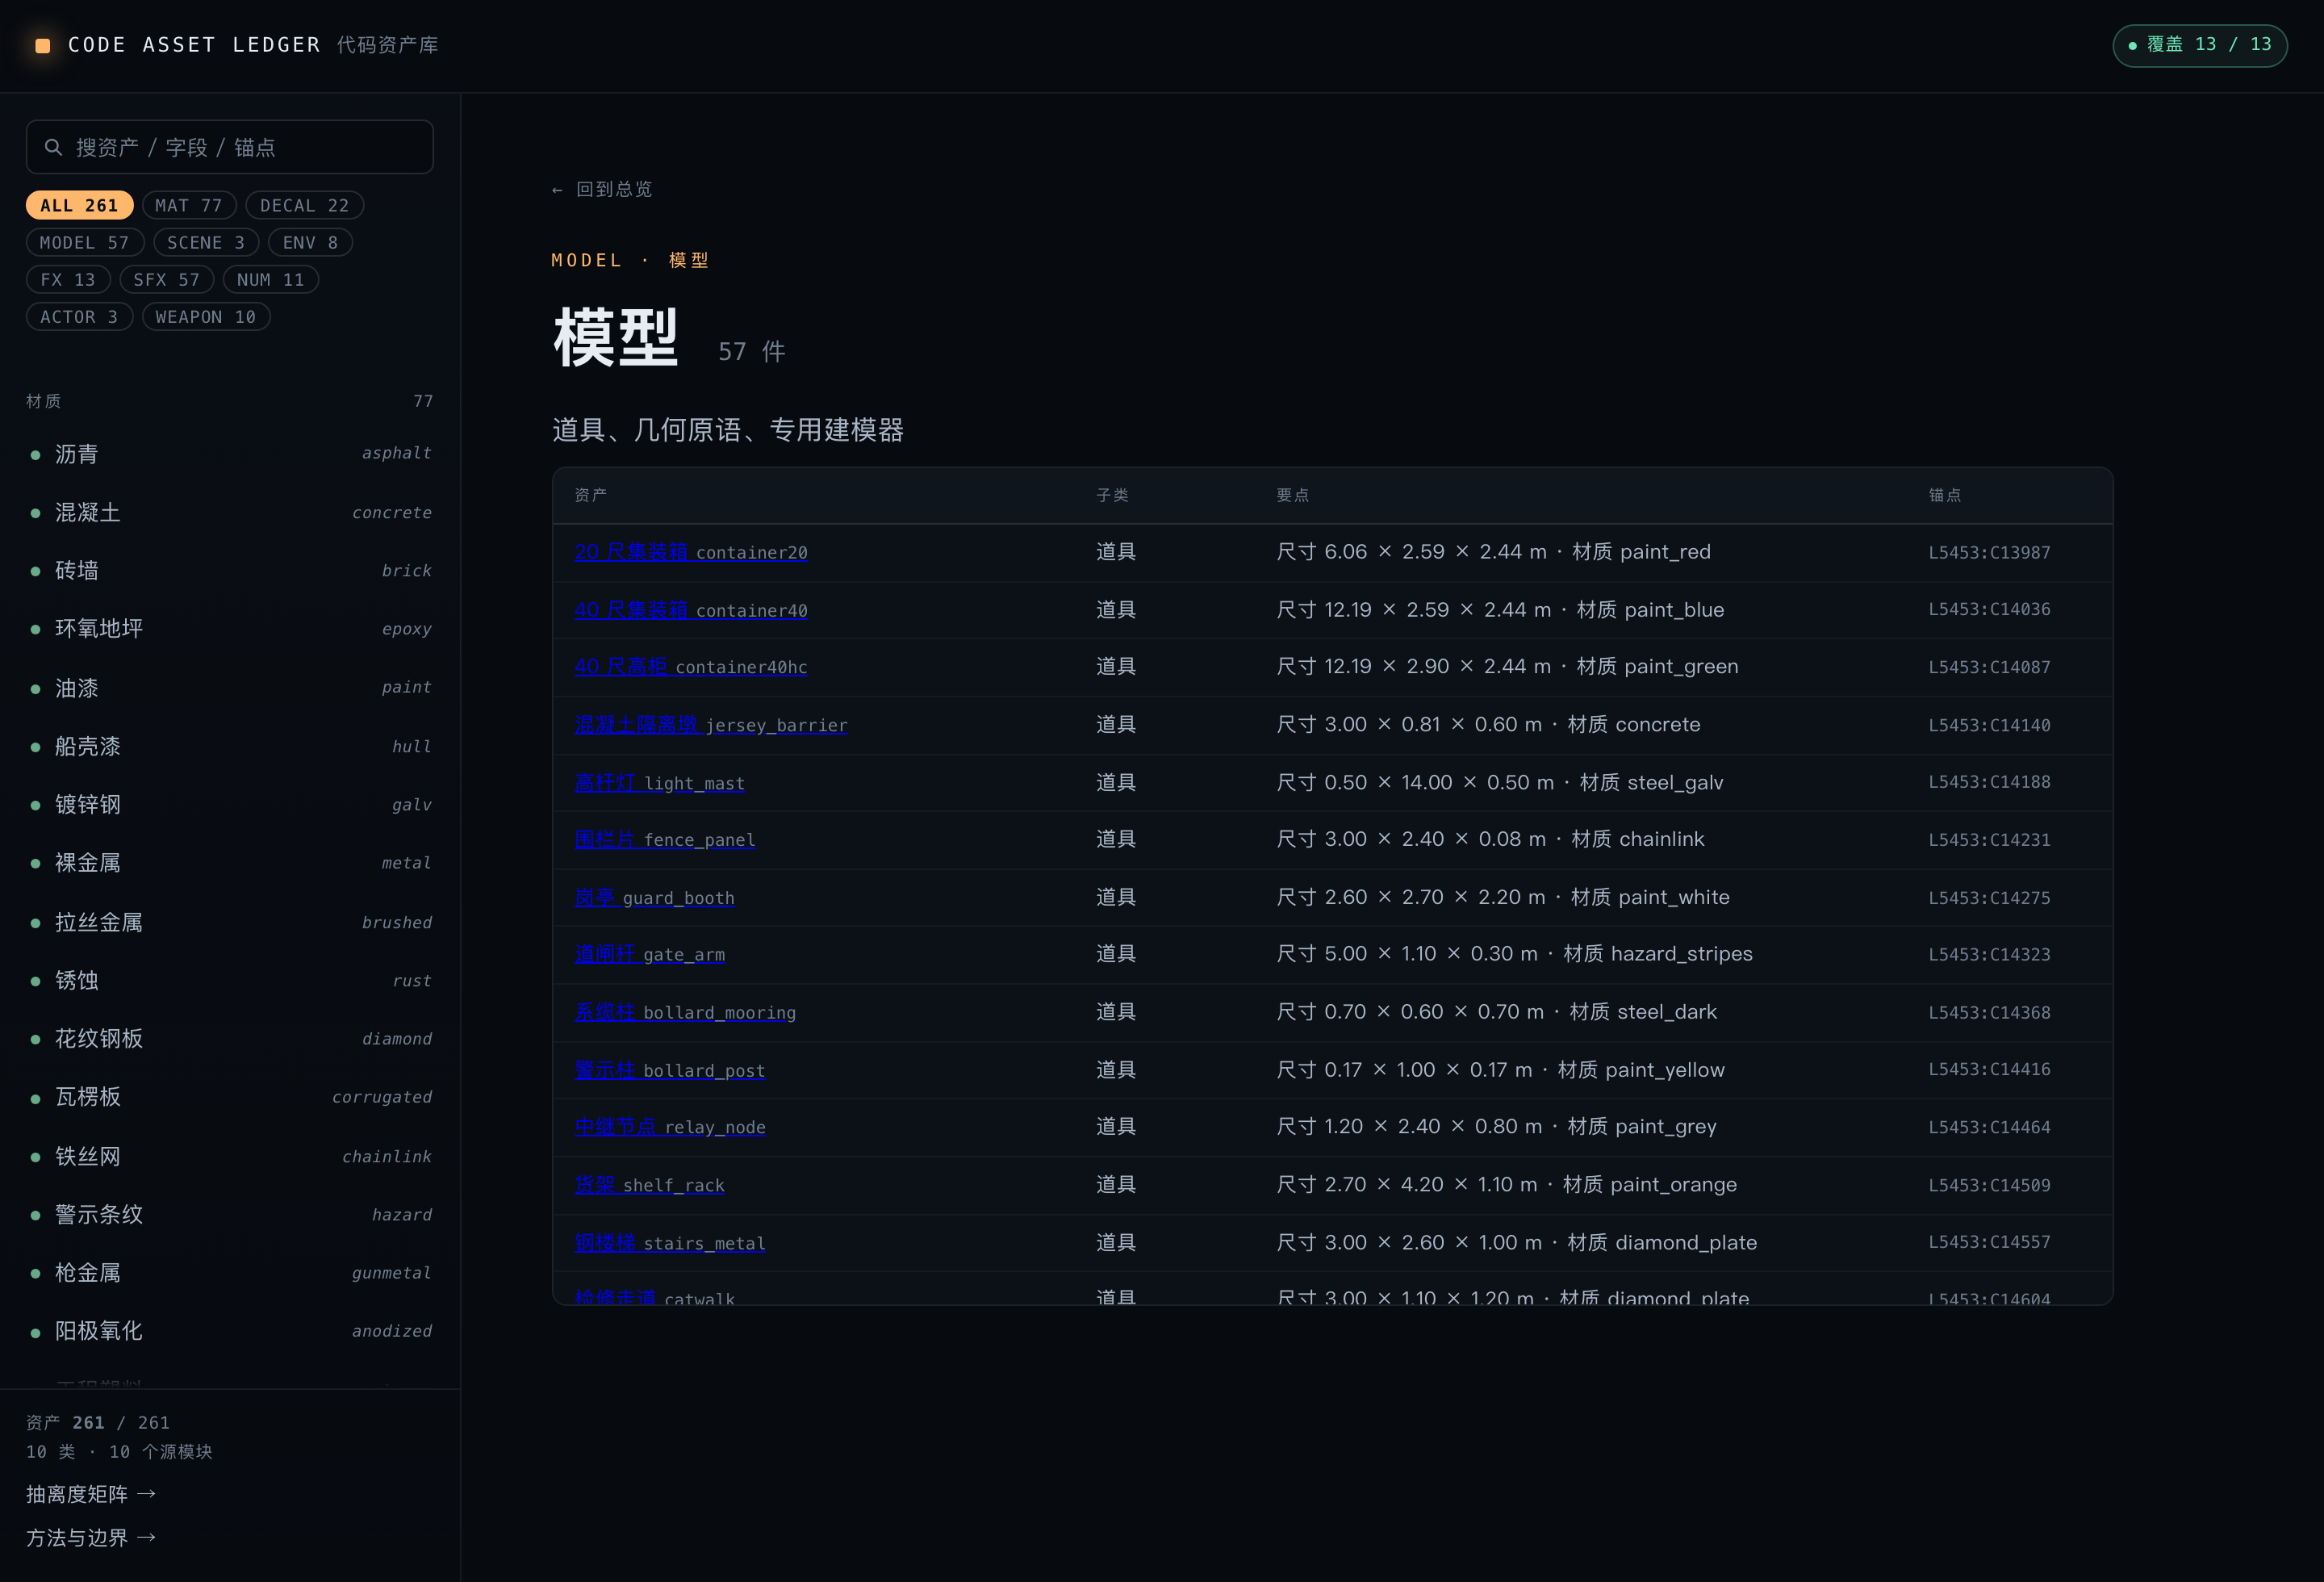 CODE ASSET LEDGER 代码资产库
覆盖 13 / 13
搜资产 / 字段 / 锚点
ALL 261 MAT 77 DECAL 22
MODEL 57 SCENE 3 ENV 8
FX 13 SFX 57 NUM 11
ACTOR 3 WEAPON 10
材质 77
沥青 asphalt
混凝土 concrete
砖墙 brick
环氧地坪 epoxy
油漆 paint
船壳漆 hull
镀锌钢 galv
裸金属 metal
拉丝金属 brushed
锈蚀 rust
花纹钢板 diamond
瓦楞板 corrugated
铁丝网 chainlink
警示条纹 hazard
枪金属 gunmetal
阳极氧化 anodized
资产 261 / 261
10 类 · 10 个源模块
抽离度矩阵 →
方法与边界 →
← 回到总览
MODEL · 模型
模型 57 件
道具、几何原语、专用建模器
资产 子类 要点 锚点
20 尺集装箱 container20 道具 尺寸 6.06 × 2.59 × 2.44 m · 材质 paint_red L5453:C13987
40 尺集装箱 container40 道具 尺寸 12.19 × 2.59 × 2.44 m · 材质 paint_blue L5453:C14036
40 尺高柜 container40hc 道具 尺寸 12.19 × 2.90 × 2.44 m · 材质 paint_green L5453:C14087
混凝土隔离墩 jersey_barrier 道具 尺寸 3.00 × 0.81 × 0.60 m · 材质 concrete L5453:C14140
高杆灯 light_mast 道具 尺寸 0.50 × 14.00 × 0.50 m · 材质 steel_galv L5453:C14188
围栏片 fence_panel 道具 尺寸 3.00 × 2.40 × 0.08 m · 材质 chainlink L5453:C14231
岗亭 guard_booth 道具 尺寸 2.60 × 2.70 × 2.20 m · 材质 paint_white L5453:C14275
道闸杆 gate_arm 道具 尺寸 5.00 × 1.10 × 0.30 m · 材质 hazard_stripes L5453:C14323
系缆柱 bollard_mooring 道具 尺寸 0.70 × 0.60 × 0.70 m · 材质 steel_dark L5453:C14368
警示柱 bollard_post 道具 尺寸 0.17 × 1.00 × 0.17 m · 材质 paint_yellow L5453:C14416
中继节点 relay_node 道具 尺寸 1.20 × 2.40 × 0.80 m · 材质 paint_grey L5453:C14464
货架 shelf_rack 道具 尺寸 2.70 × 4.20 × 1.10 m · 材质 paint_orange L5453:C14509
钢楼梯 stairs_metal 道具 尺寸 3.00 × 2.60 × 1.00 m · 材质 diamond_plate L5453:C14557
检修走道 catwalk 道具 尺寸 3.00 × 1.10 × 1.20 m · 材质 diamond_plate L5453:C14604